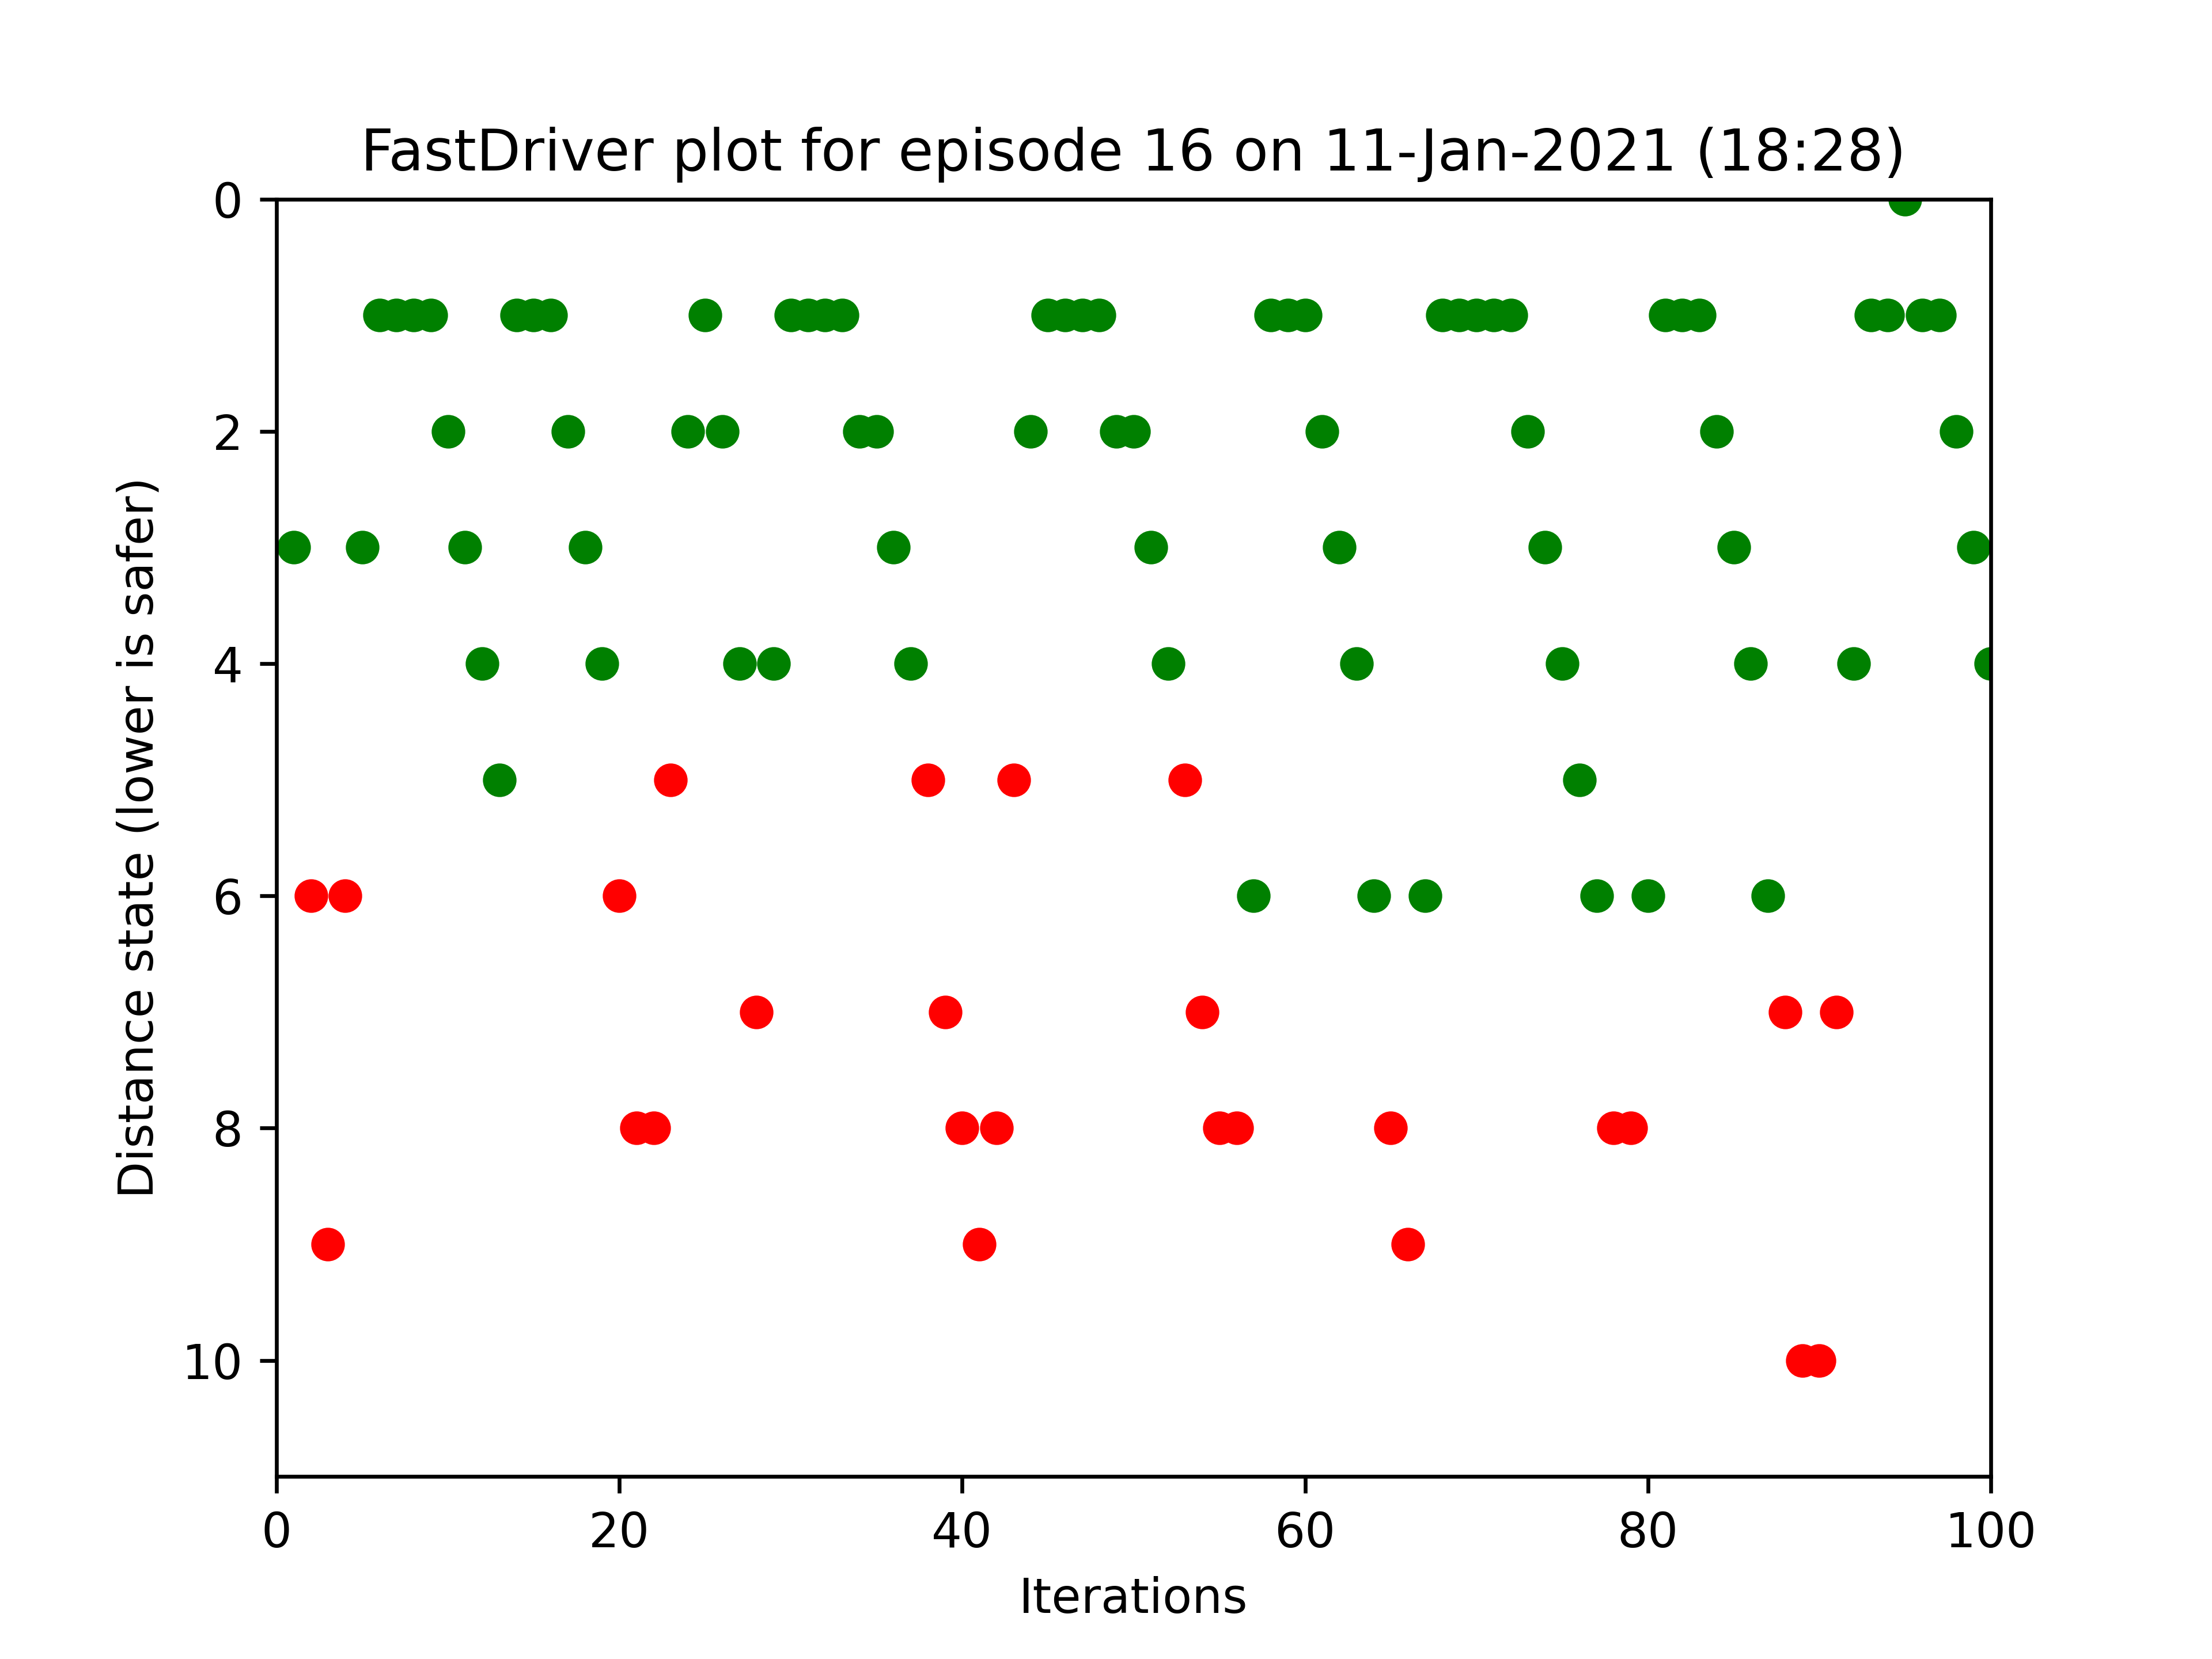 FastDriver plot for episode 16 on 11-Jan-2021 (18:28)
0
2
4
6
8
10
Distance state (lower is safer)
0 20 40 60 80 100
Iterations